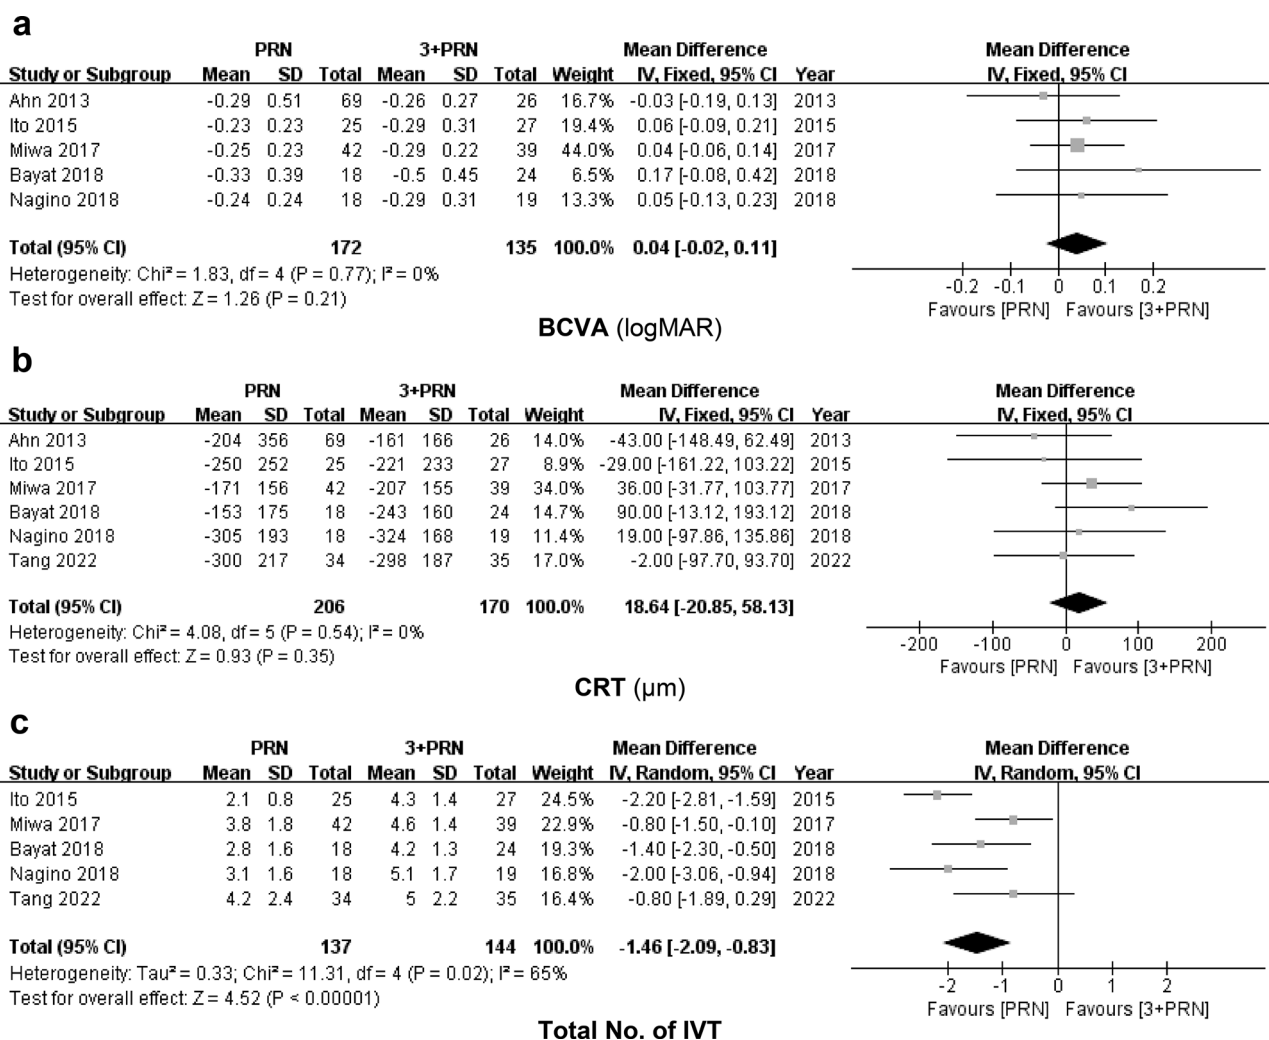 a
PRN 3+PRN Mean Difference Mean Difference
Study or Subgroup Mean SD Total Mean SD Total Weight IV, Fixed, 95% CI Year IV, Fixed, 95% CI
Ahn 2013 -0.29 0.51 69 -0.26 0.27 26 16.7% -0.03 [-0.19, 0.13] 2013
Ito 2015 -0.23 0.23 25 -0.29 0.31 27 19.4% 0.06 [-0.09, 0.21] 2015
Miwa 2017 -0.25 0.23 42 -0.29 0.22 39 44.0% 0.04 [-0.06, 0.14] 2017
Bayat 2018 -0.33 0.39 18 -0.5 0.45 24 6.5% 0.17 [-0.08, 0.42] 2018
Nagino 2018 -0.24 0.24 18 -0.29 0.31 19 13.3% 0.05 [-0.13, 0.23] 2018
Total (95% CI) 172 135 100.0% 0.04 [-0.02, 0.11]
Heterogeneity: Chi² = 1.83, df = 4 (P = 0.77); I² = 0%
Test for overall effect: Z = 1.26 (P = 0.21)
-0.2 -0.1 0 0.1 0.2
Favours [PRN] Favours [3+PRN]
BCVA (logMAR)
b
PRN 3+PRN Mean Difference Mean Difference
Study or Subgroup Mean SD Total Mean SD Total Weight IV, Fixed, 95% CI Year IV, Fixed, 95% CI
Ahn 2013 -204 356 69 -161 166 26 14.0% -43.00 [-148.49, 62.49] 2013
Ito 2015 -250 252 25 -221 233 27 8.9% -29.00 [-161.22, 103.22] 2015
Miwa 2017 -171 156 42 -207 155 39 34.0% 36.00 [-31.77, 103.77] 2017
Bayat 2018 -153 175 18 -243 160 24 14.7% 90.00 [-13.12, 193.12] 2018
Nagino 2018 -305 193 18 -324 168 19 11.4% 19.00 [-97.86, 135.86] 2018
Tang 2022 -300 217 34 -298 187 35 17.0% -2.00 [-97.70, 93.70] 2022
Total (95% CI) 206 170 100.0% 18.64 [-20.85, 58.13]
Heterogeneity: Chi² = 4.08, df = 5 (P = 0.54); I² = 0%
Test for overall effect: Z = 0.93 (P = 0.35)
-200 -100 0 100 200
Favours [PRN] Favours [3+PRN]
CRT (µm)
c
PRN 3+PRN Mean Difference Mean Difference
Study or Subgroup Mean SD Total Mean SD Total Weight IV, Random, 95% CI Year IV, Random, 95% CI
Ito 2015 2.1 0.8 25 4.3 1.4 27 24.5% -2.20 [-2.81, -1.59] 2015
Miwa 2017 3.8 1.8 42 4.6 1.4 39 22.9% -0.80 [-1.50, -0.10] 2017
Bayat 2018 2.8 1.6 18 4.2 1.3 24 19.3% -1.40 [-2.30, -0.50] 2018
Nagino 2018 3.1 1.6 18 5.1 1.7 19 16.8% -2.00 [-3.06, -0.94] 2018
Tang 2022 4.2 2.4 34 5 2.2 35 16.4% -0.80 [-1.89, 0.29] 2022
Total (95% CI) 137 144 100.0% -1.46 [-2.09, -0.83]
Heterogeneity: Tau² = 0.33; Chi² = 11.31, df = 4 (P = 0.02); I² = 65%
Test for overall effect: Z = 4.52 (P < 0.00001)
-2 -1 0 1 2
Favours [PRN] Favours [3+PRN]
Total No. of IVT